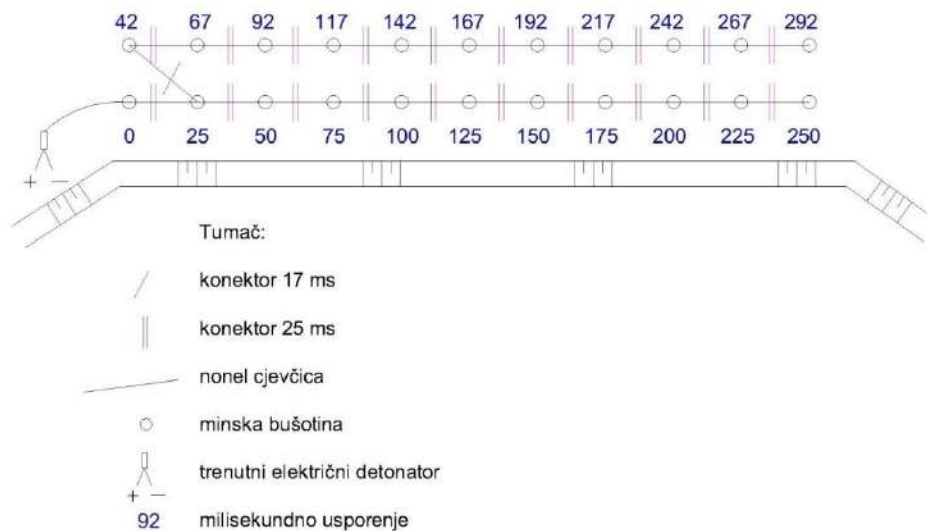 42 67 92 117 142 167 192 217 242 267 292
0 25 50 75 100 125 150 175 200 225 250
+ −
Tumač:
konektor 17 ms
konektor 25 ms
nonel cjevčica
minska bušotina
trenutni električni detonator
+ −
92 milisekundno usporenje